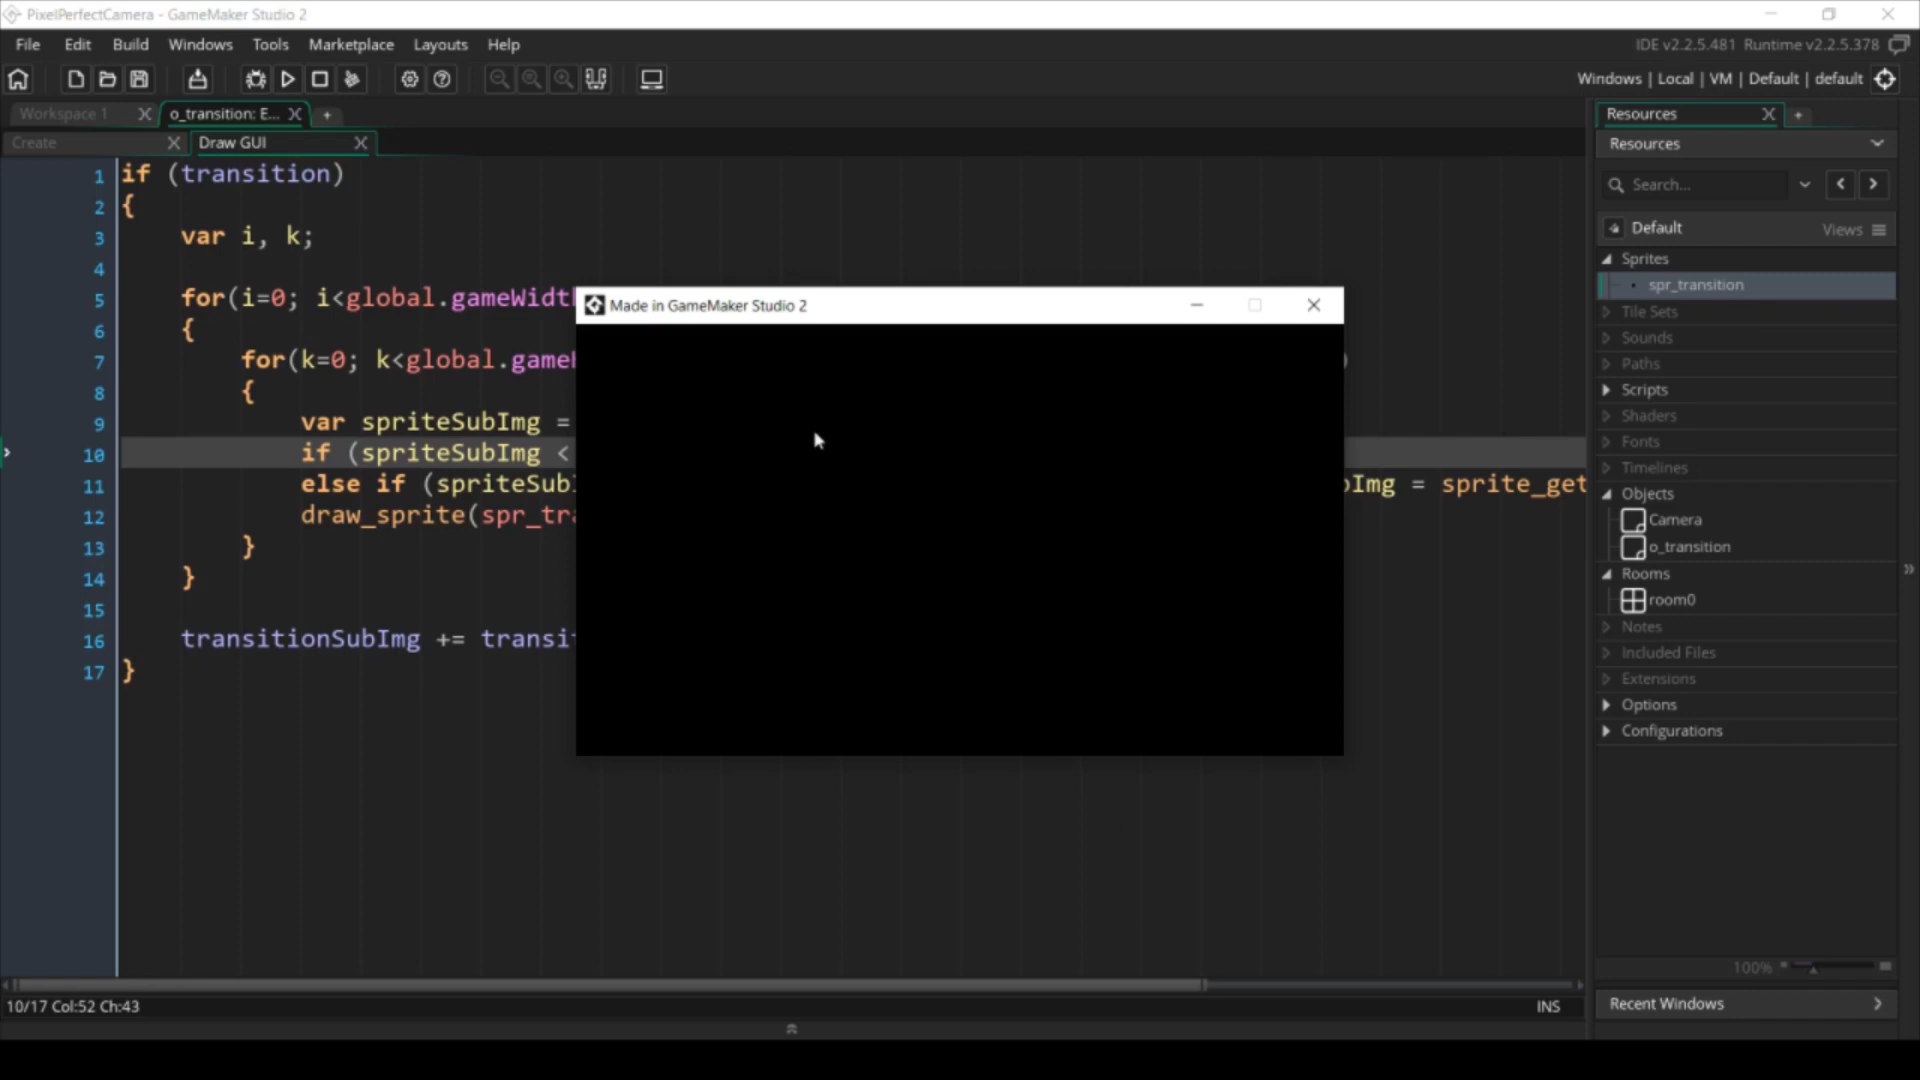 PixelPerfectCamera - GameMaker Studio 2
File Edit Build Windows Tools Marketplace Layouts Help
IDE v2.2.5.481 Runtime v2.2.5.378
Windows | Local | VM | Default | default
Workspace 1
o_transition: E...
Create
Draw GUI
1 if (transition)
2 {
3 var i, k;
4
5 for(i=0; i<global.gameWidth
6 {
7 for(k=0; k<global.game )
8 {
9 var spriteSubImg =
10 if (spriteSubImg <
11 else if (spriteSub Img = sprite_get
12 draw_sprite(spr_tra
13 }
14 }
15
16 transitionSubImg += transi
17 }
Made in GameMaker Studio 2
10/17 Col:52 Ch:43
INS
Resources
Resources
Search...
Default
Views
Sprites
spr_transition
Tile Sets
Sounds
Paths
Scripts
Shaders
Fonts
Timelines
Objects
Camera
o_transition
Rooms
room0
Notes
Included Files
Extensions
Options
Configurations
100%
Recent Windows